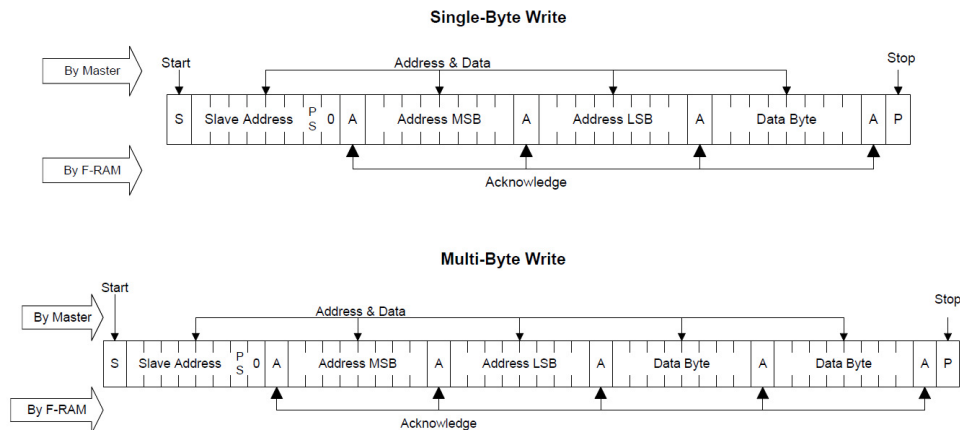 Single-Byte Write
Start
Stop
By Master
Address & Data
S Slave Address PS 0 A Address MSB A Address LSB A Data Byte A P
By F-RAM
Acknowledge
Multi-Byte Write
Start
Stop
By Master
Address & Data
S Slave Address PS 0 A Address MSB A Address LSB A Data Byte A Data Byte A P
By F-RAM
Acknowledge